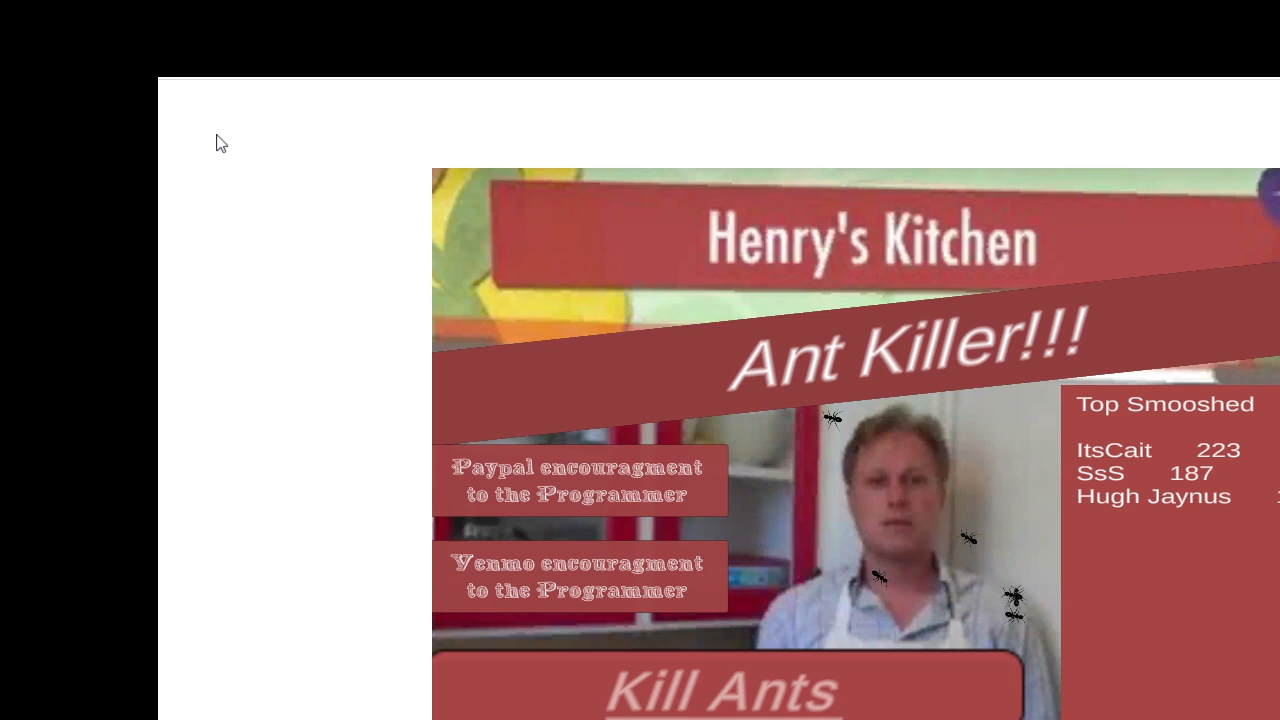 Henry's Kitchen
Ant Killer!!!
Top Smooshed
ItsCait 223
SsS 187
Hugh Jaynus
Paypal encouragment
to the Programmer
Venmo encouragment
to the Programmer
Kill Ants